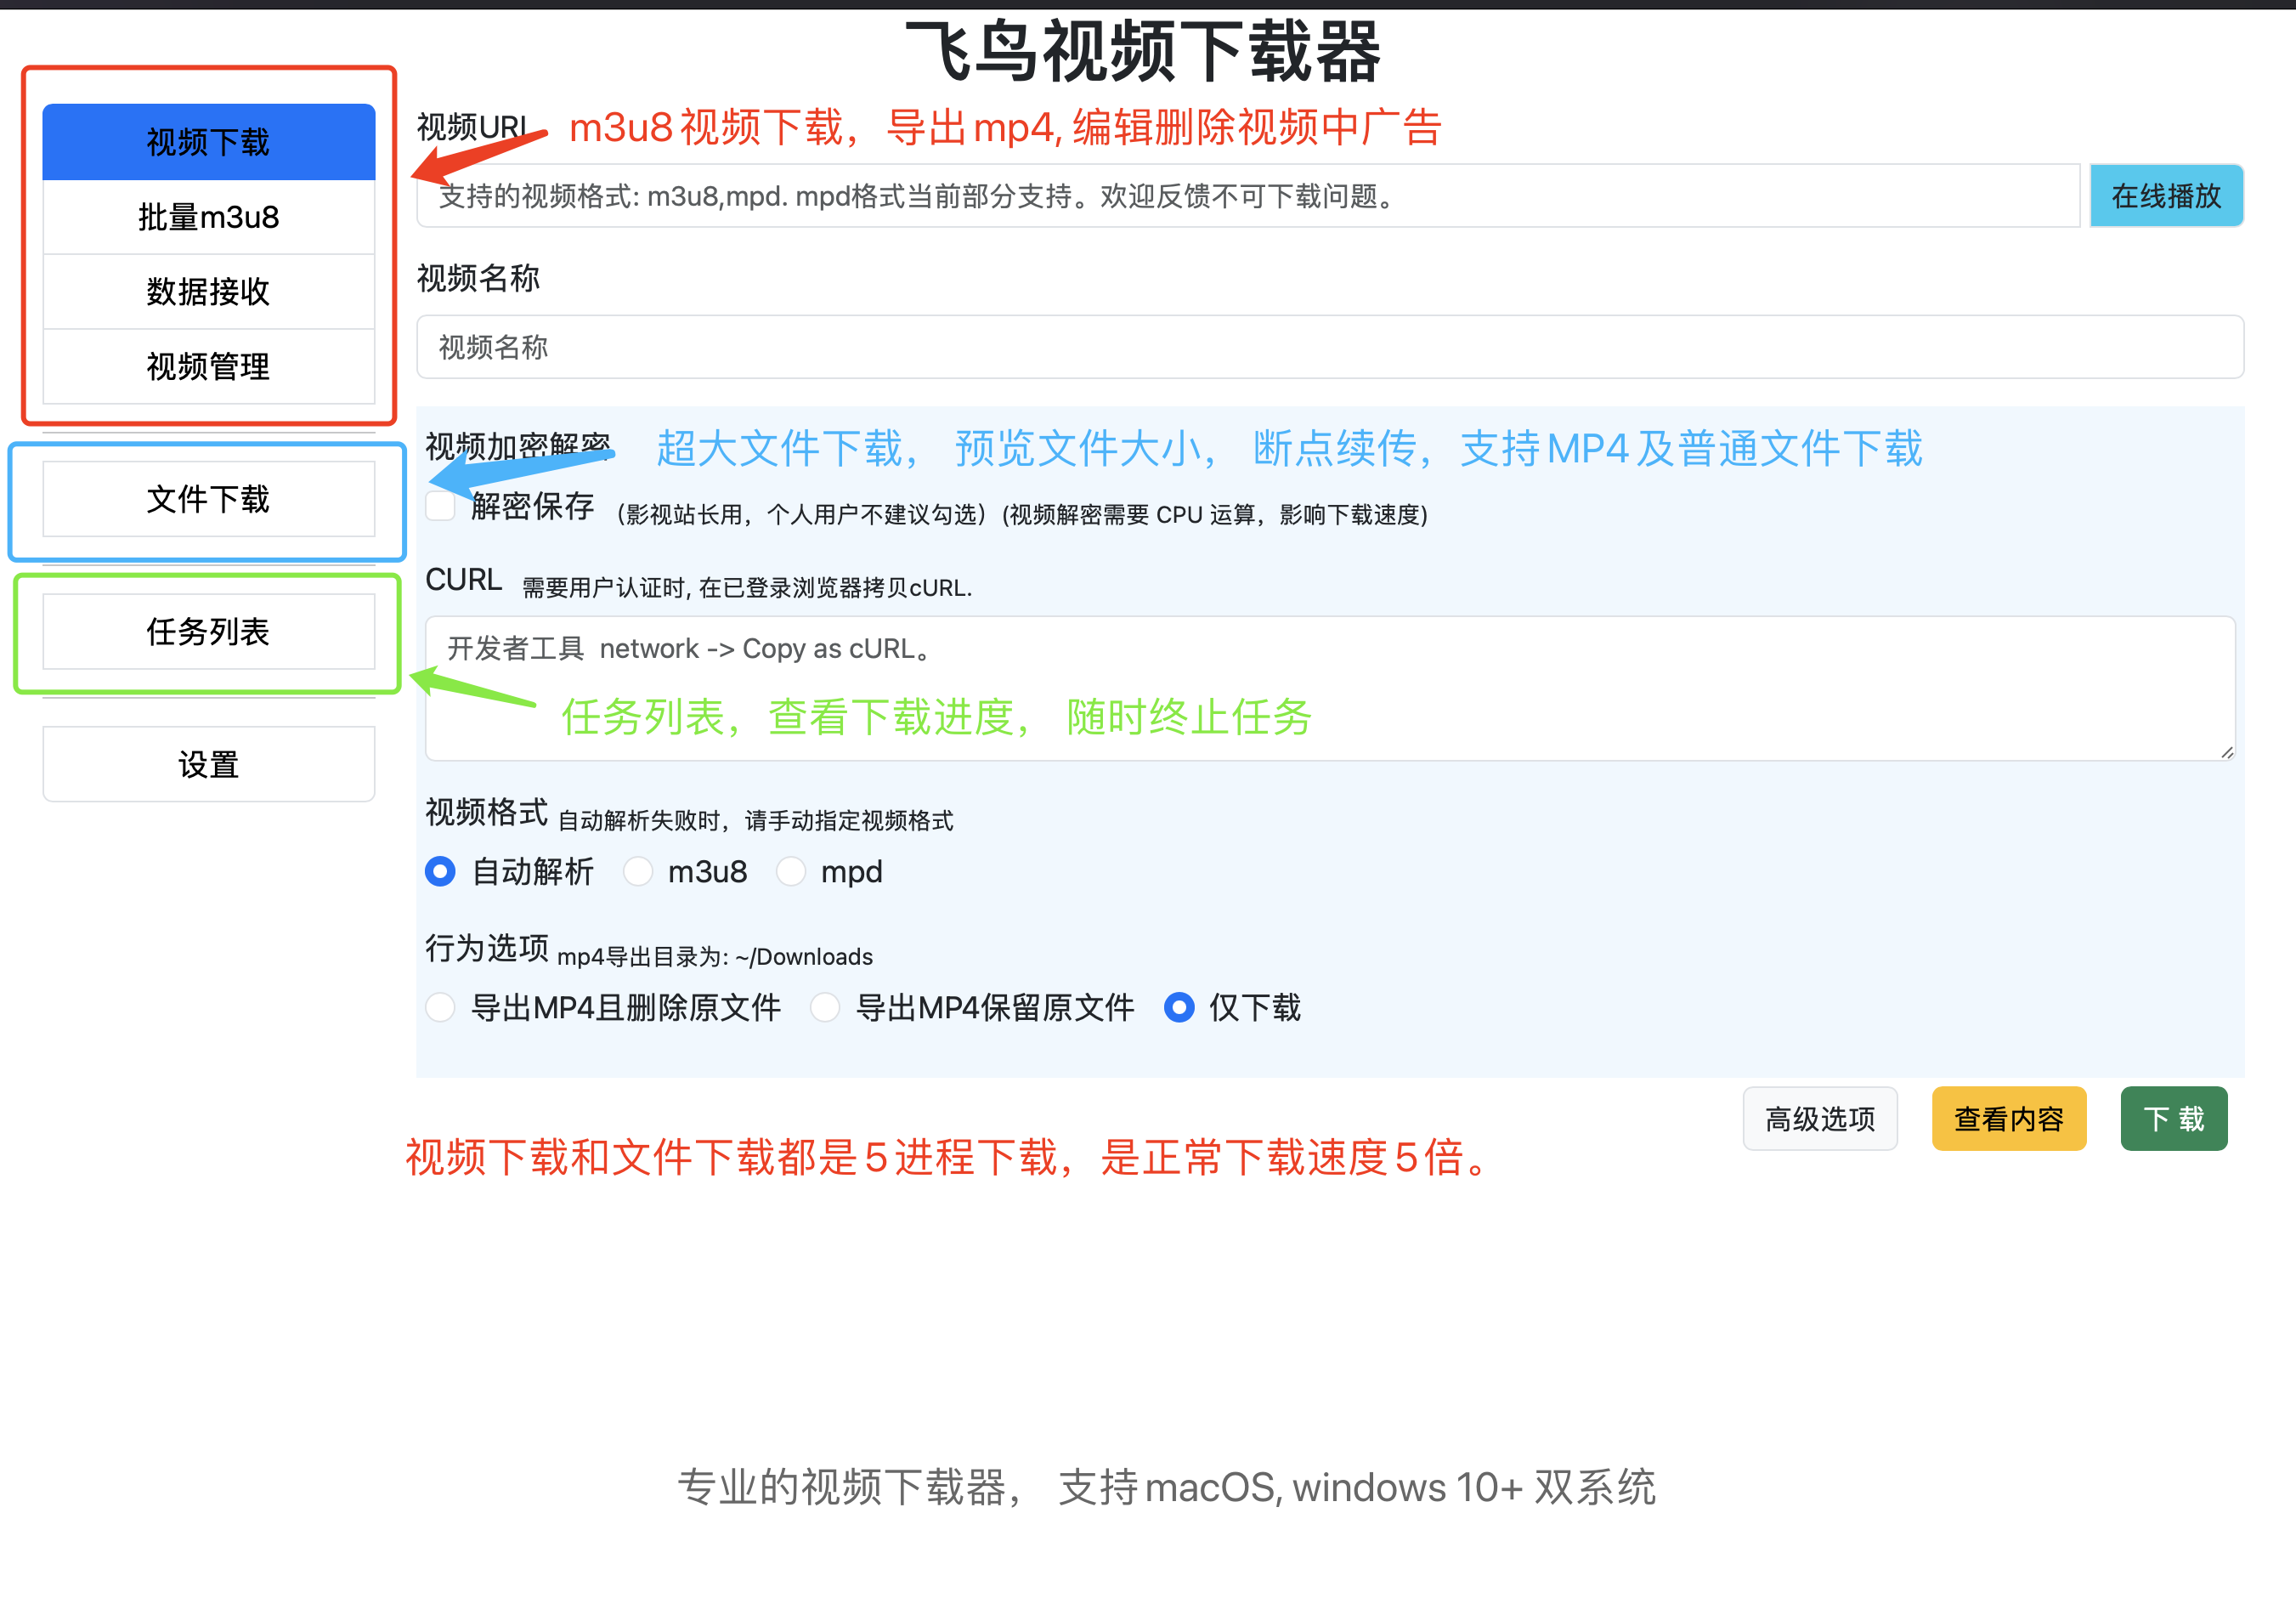 飞鸟视频下载器
视频下载
批量m3u8
数据接收
视频管理
文件下载
任务列表
设置
视频URL
m3u8视频下载，导出mp4, 编辑删除视频中广告
支持的视频格式: m3u8,mpd. mpd格式当前部分支持。欢迎反馈不可下载问题。
在线播放
视频名称
视频名称
视频加密解密
超大文件下载， 预览文件大小， 断点续传，支持MP4及普通文件下载
解密保存 （影视站长用，个人用户不建议勾选）(视频解密需要 CPU 运算，影响下载速度)
CURL 需要用户认证时, 在已登录浏览器拷贝cURL.
开发者工具 network -> Copy as cURL。
任务列表，查看下载进度， 随时终止任务
视频格式 自动解析失败时，请手动指定视频格式
自动解析 m3u8 mpd
行为选项 mp4导出目录为: ~/Downloads
导出MP4且删除原文件 导出MP4保留原文件 仅下载
高级选项 查看内容 下 载
视频下载和文件下载都是5进程下载，是正常下载速度5倍。
专业的视频下载器， 支持macOS, windows 10+ 双系统